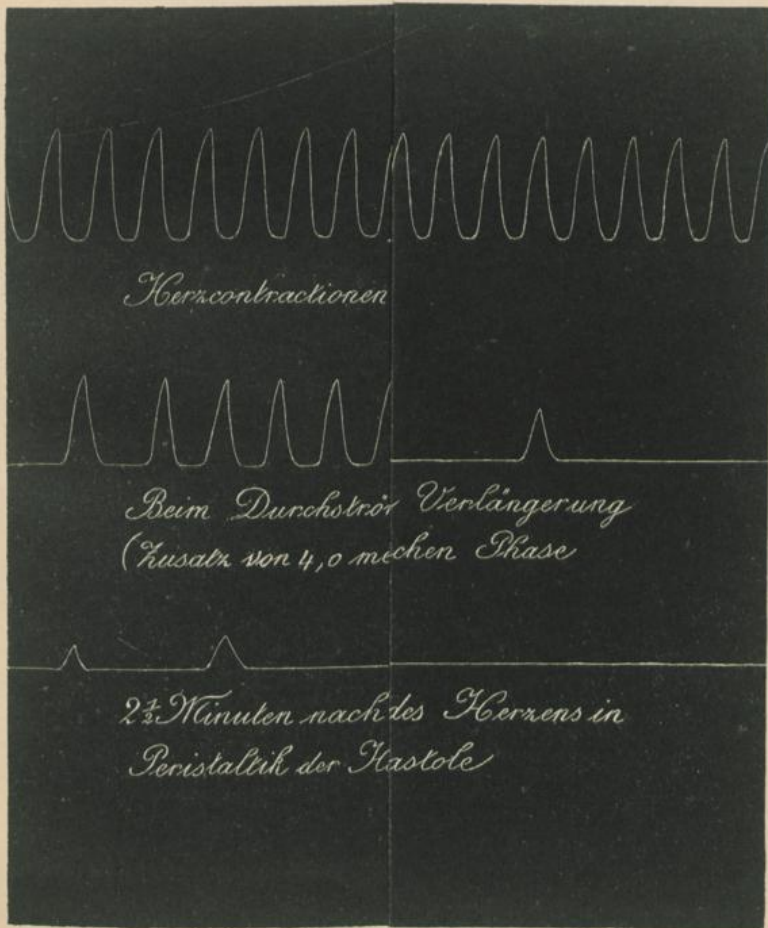 Herzcontractionen
Beim Durchströr Verlängerung
(Zusatz von 4,0 mechen Phase
2½ Minuten nach des Herzens in
Peristaltik der Hastole